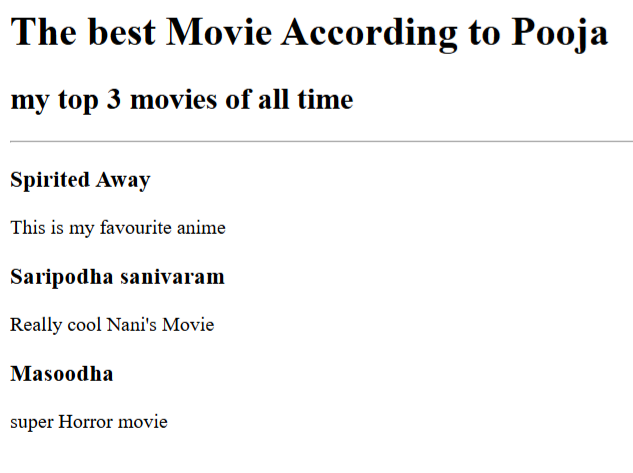 The best Movie According to Pooja
my top 3 movies of all time
Spirited Away
This is my favourite anime
Saripodha sanivaram
Really cool Nani's Movie
Masoodha
super Horror movie